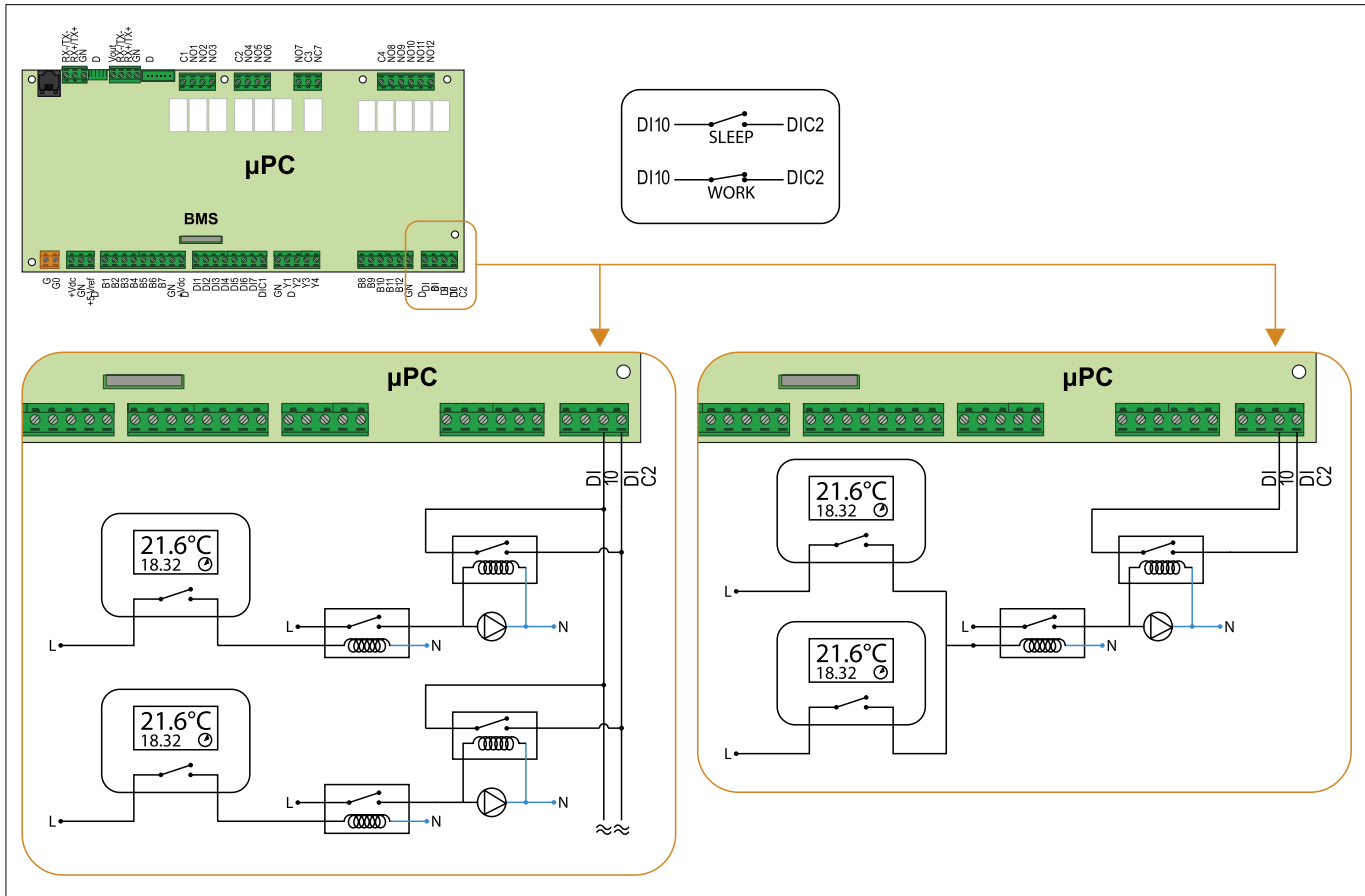 RX-/TX-
RX+/TX+
GN
D
Vout
RX-/TX-
RX+/TX+
GN
D
C1
NO1
NO2
NO3
C2
NO4
NO5
NO6
NO7
C3
NC7
C4
NO8
NO9
NO10
NO11
NO12
µPC
BMS
G
G0
+Vdc
GN
+5 Vref
D
B1
B2
B3
B4
B5
B6
B7
GN
+Vdc
D
DI1
DI2
DI3
DI4
DI5
DI6
DI7
DIC1
GN
Y1
D
Y2
Y3
Y4
B8
B9
B10
B11
B12
GN
D
DI
C2
DI10 DIC2
SLEEP
DI10 DIC2
WORK
µPC
DI
10
DI
C2
21.6°C
18.32
L
L
N
N
21.6°C
18.32
L
L
N
N
µPC
DI
10
DI
C2
21.6°C
18.32
L
21.6°C
18.32
L
L
N
N